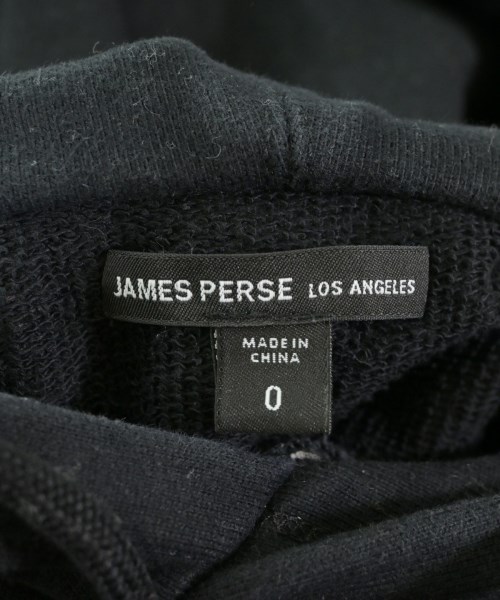 JAMES PERSE LOS ANGELES
MADE IN
CHINA
0